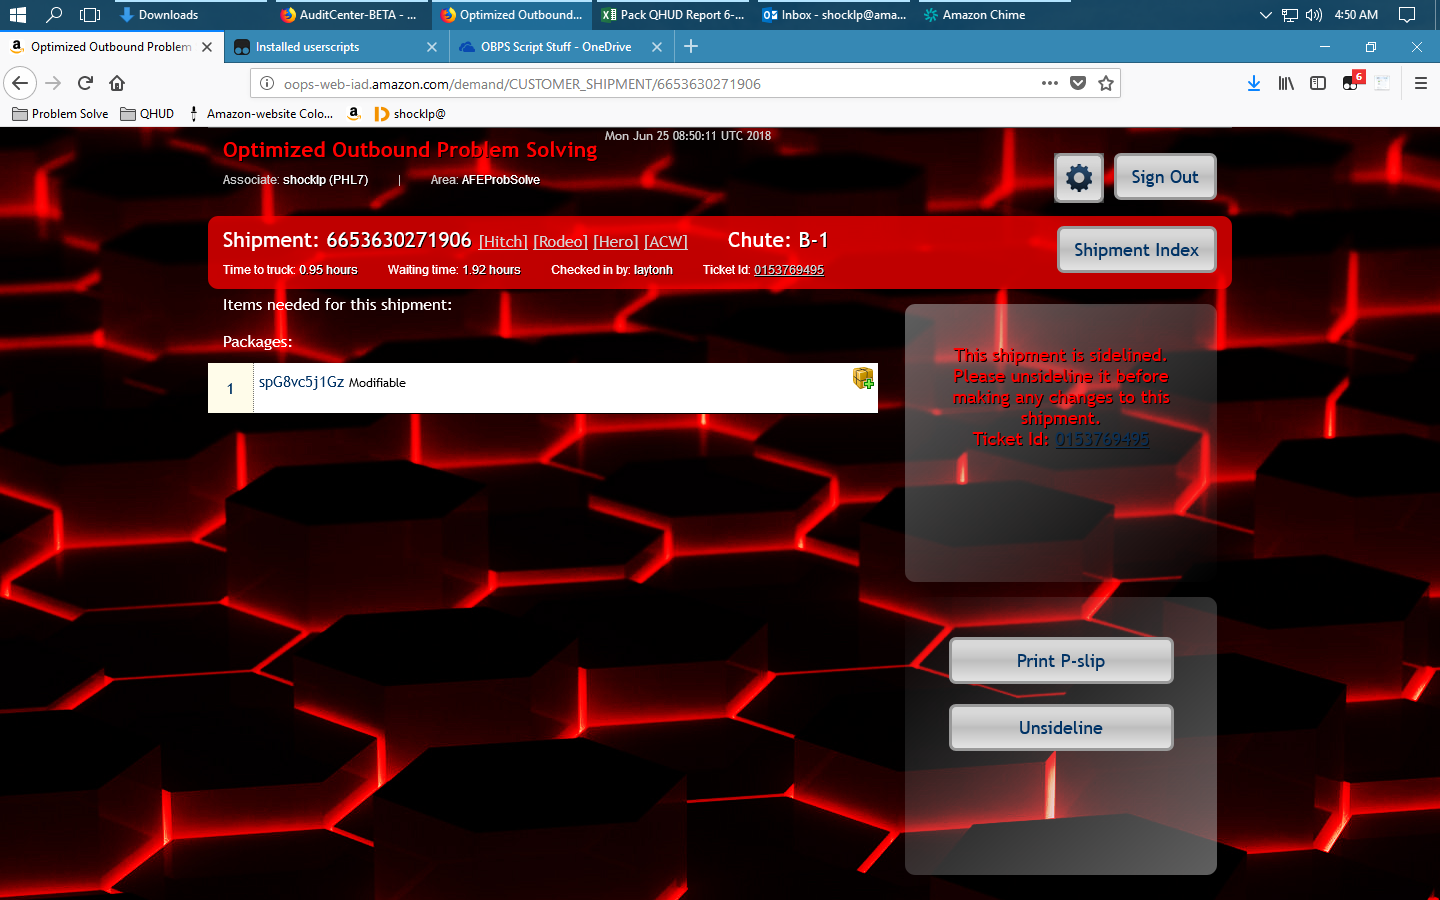 Downloads
AuditCenter-BETA - ...
Optimized Outbound...
Pack QHUD Report 6-...
Inbox - shocklp@ama...
Amazon Chime
4:50 AM
Optimized Outbound Problem
Installed userscripts
OBPS Script Stuff - OneDrive
oops-web-iad.amazon.com/demand/CUSTOMER_SHIPMENT/6653630271906
6
Problem Solve
QHUD
Amazon-website Colo...
shocklp@
Mon Jun 25 08:50:11 UTC 2018
Optimized Outbound Problem Solving
Associate: shocklp (PHL7) | Area: AFEProbSolve
Sign Out
Shipment: 6653630271906 [Hitch] [Rodeo] [Hero] [ACW] Chute: B-1
Shipment Index
Time to truck: 0.95 hours Waiting time: 1.92 hours Checked in by: laytonh Ticket Id: 0153769495
Items needed for this shipment:
Packages:
1 spG8vc5j1Gz Modifiable
This shipment is sidelined.
Please unsideline it before
making any changes to this
shipment.
Ticket Id: 0153769495
Print P-slip
Unsideline